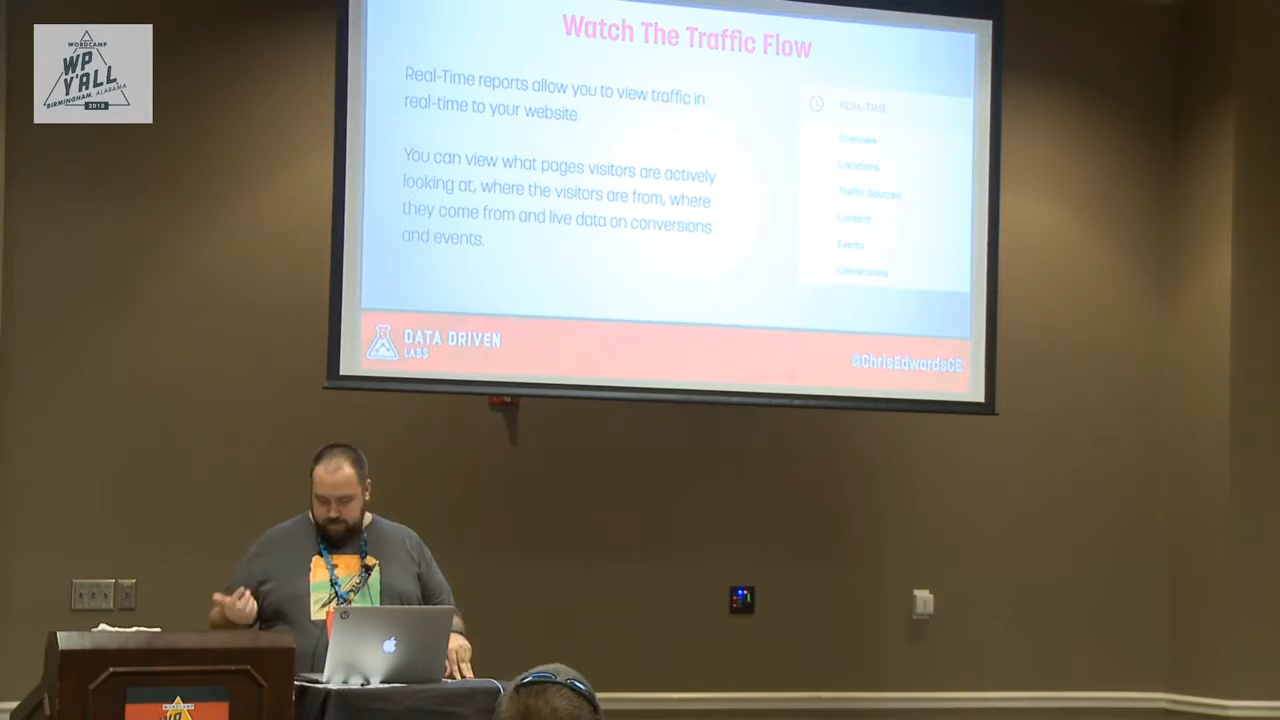 WORDCAMP
WP
Y'ALL
BIRMINGHAM, ALABAMA
2018
Watch The Traffic Flow
Real-Time reports allow you to view traffic in
real-time to your website.
You can view what pages visitors are actively
looking at, where the visitors are from, where
they come from and live data on conversions
and events.
REAL-TIME
Overview
Locations
Traffic Sources
Content
Events
Conversions
DATA DRIVEN
LABS
@ChrisEdwardsCE
WORDCAMP
WP